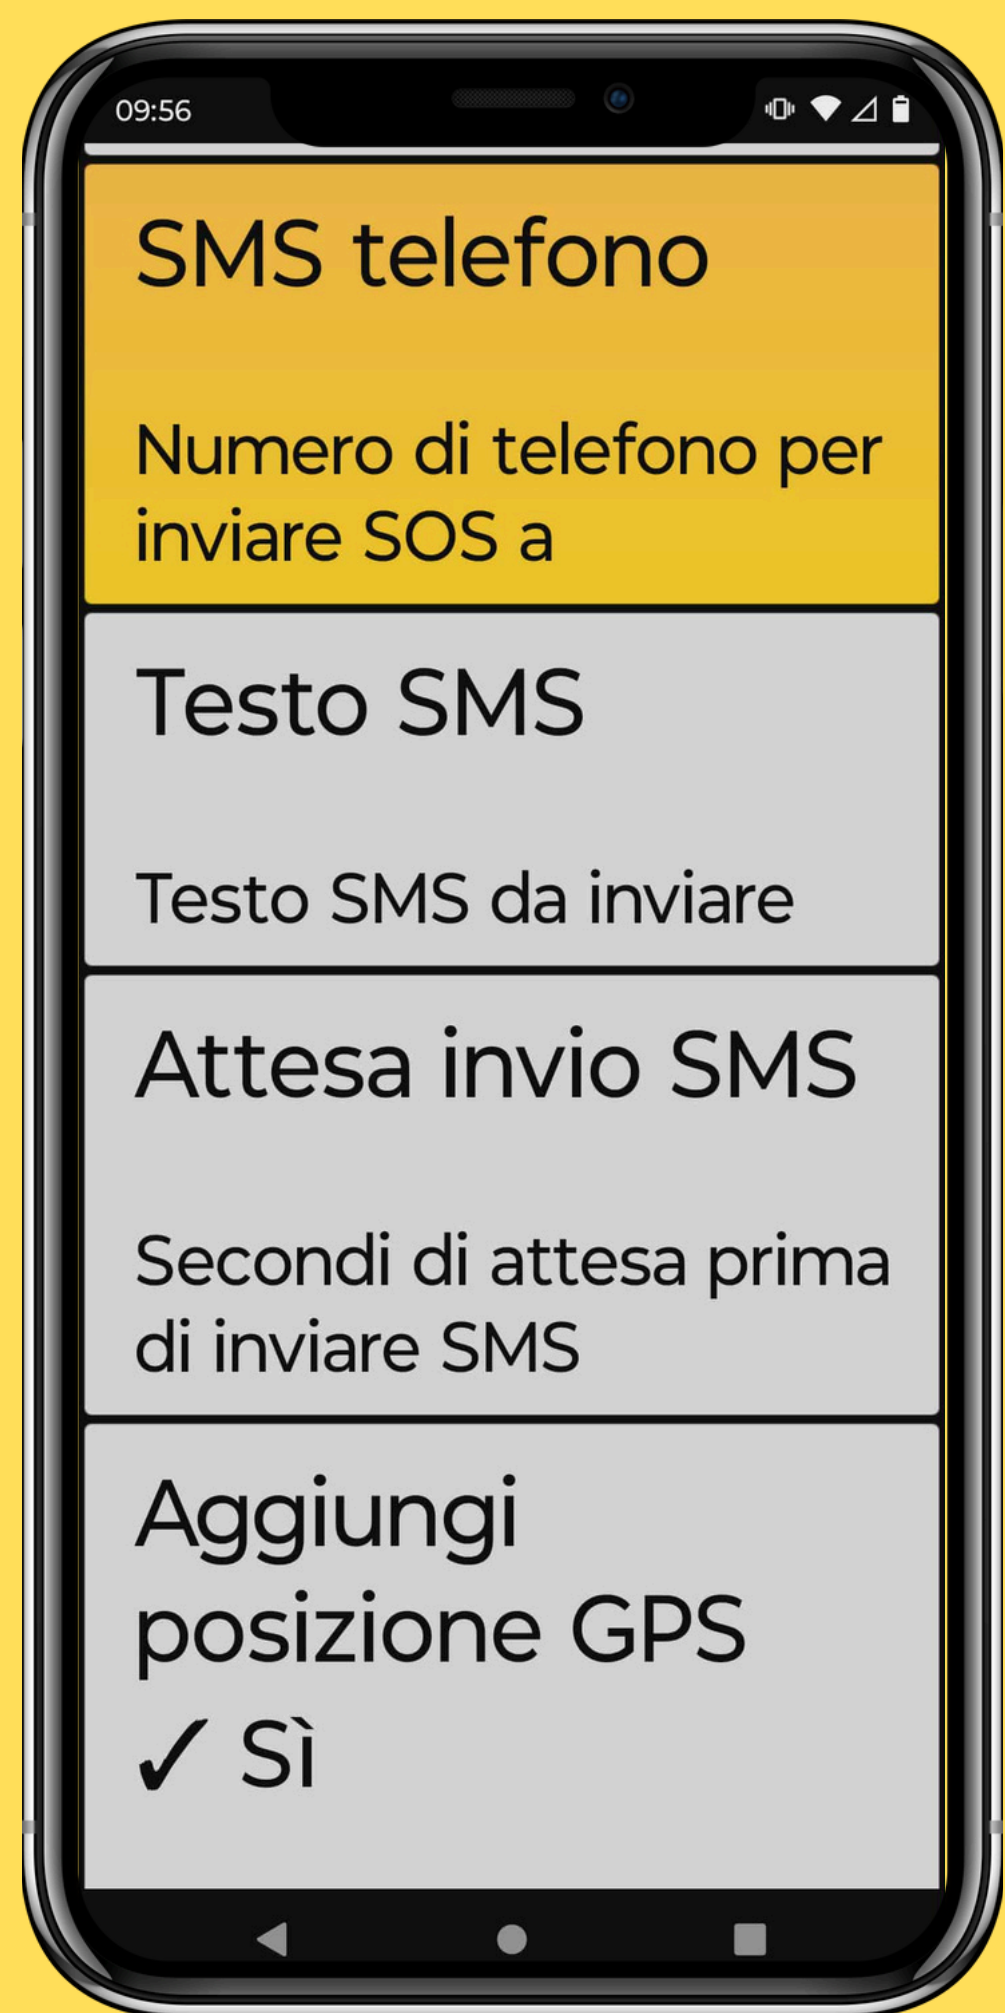 09:56
SMS telefono
Numero di telefono per
inviare SOS a
Testo SMS
Testo SMS da inviare
Attesa invio SMS
Secondi di attesa prima
di inviare SMS
Aggiungi
posizione GPS
✓ Sì